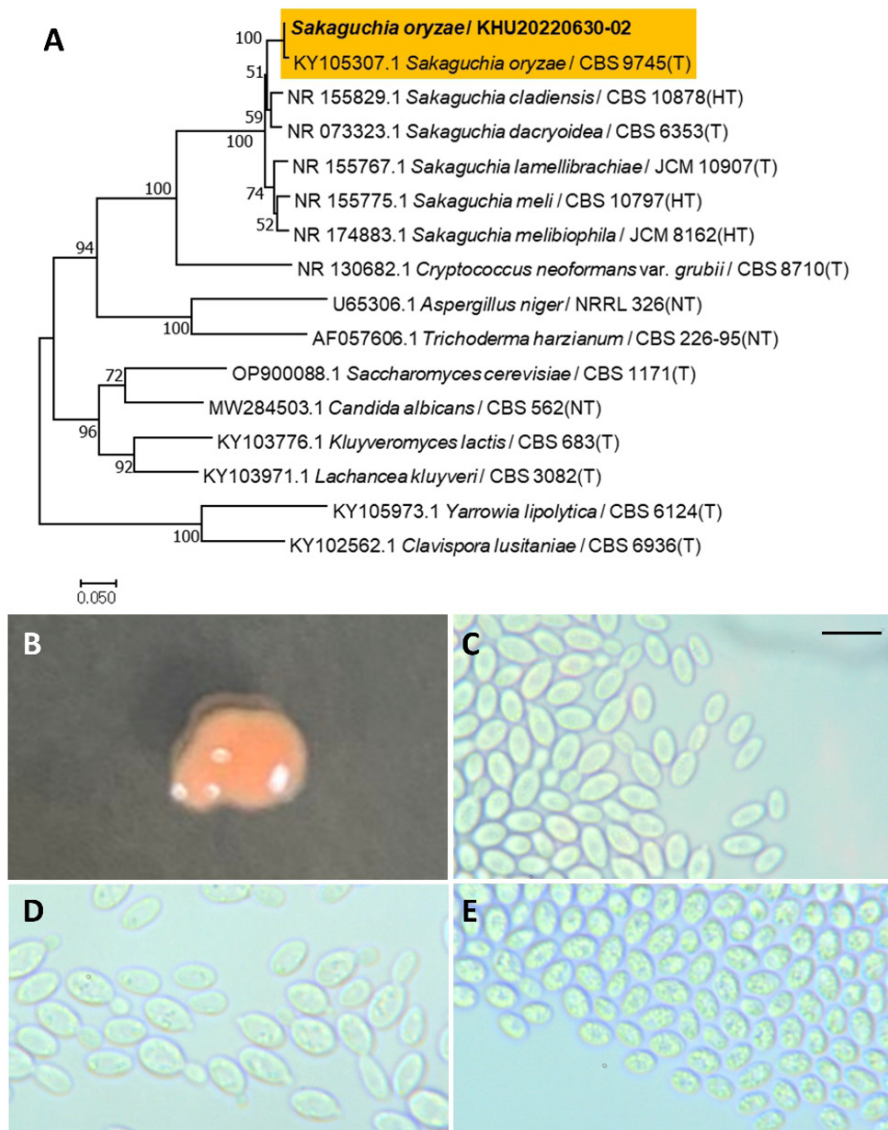 A
Sakaguchia oryzae/ KHU20220630-02
100
KY105307.1 Sakaguchia oryzae/ CBS 9745(T)
51
NR 155829.1 Sakaguchia cladiensis/ CBS 10878(HT)
59
NR 073323.1 Sakaguchia dacryoidea/ CBS 6353(T)
100
NR 155767.1 Sakaguchia lamellibrachiae/ JCM 10907(T)
74
100
NR 155775.1 Sakaguchia meli/ CBS 10797(HT)
52
NR 174883.1 Sakaguchia melibiophila/ JCM 8162(HT)
94
NR 130682.1 Cryptococcus neoformans var. grubii/ CBS 8710(T)
U65306.1 Aspergillus niger/ NRRL 326(NT)
100
AF057606.1 Trichoderma harzianum/ CBS 226-95(NT)
OP900088.1 Saccharomyces cerevisiae/ CBS 1171(T)
72
MW284503.1 Candida albicans/ CBS 562(NT)
96
KY103776.1 Kluyveromyces lactis/ CBS 683(T)
92
KY103971.1 Lachancea kluyveri/ CBS 3082(T)
KY105973.1 Yarrowia lipolytica/ CBS 6124(T)
100
KY102562.1 Clavispora lusitaniae/ CBS 6936(T)
0.050
B
C
D
E